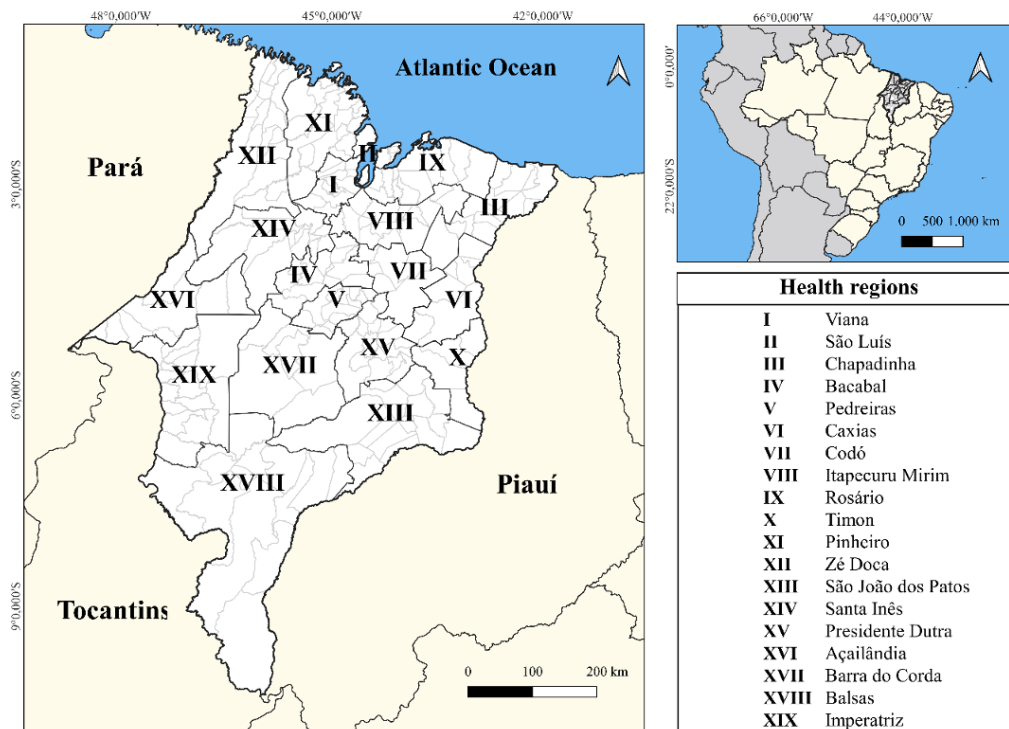 48°0,000'W 45°0,000'W 42°0,000'W
3°0,000'S
6°0,000'S
9°0,000'S
Atlantic Ocean
Pará
Piauí
Tocantins
XI
II
IX
XII
I
III
VIII
XIV
VII
IV
VI
XVI
V
XV
X
XVII
XIX
XIII
XVIII
0 100 200 km
66°0,000'W 44°0,000'W
0°0,000'
22°0,000'S
0 500 1.000 km
Health regions
I Viana
II São Luís
III Chapadinha
IV Bacabal
V Pedreiras
VI Caxias
VII Codó
VIII Itapecuru Mirim
IX Rosário
X Timon
XI Pinheiro
XII Zé Doca
XIII São João dos Patos
XIV Santa Inês
XV Presidente Dutra
XVI Açailândia
XVII Barra do Corda
XVIII Balsas
XIX Imperatriz